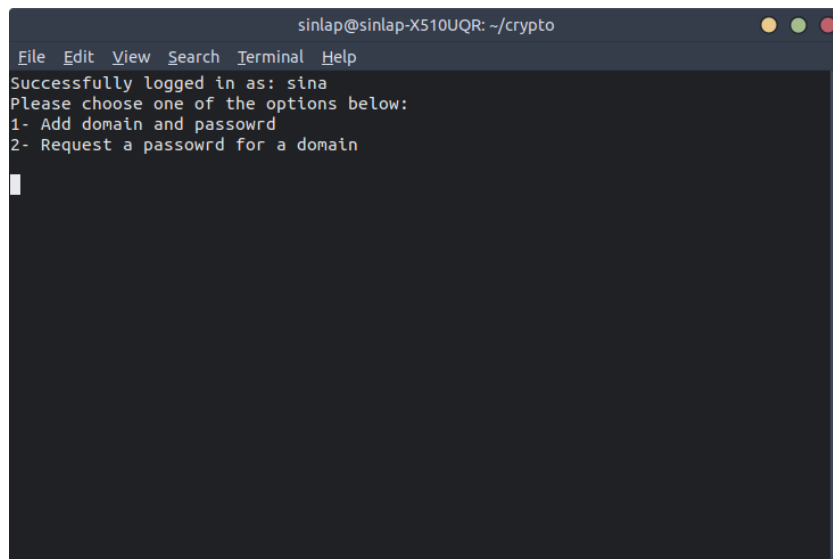 sinlap@sinlap-X510UQR: ~/crypto
File Edit View Search Terminal Help
Successfully logged in as: sina
Please choose one of the options below:
1- Add domain and passowrd
2- Request a passowrd for a domain